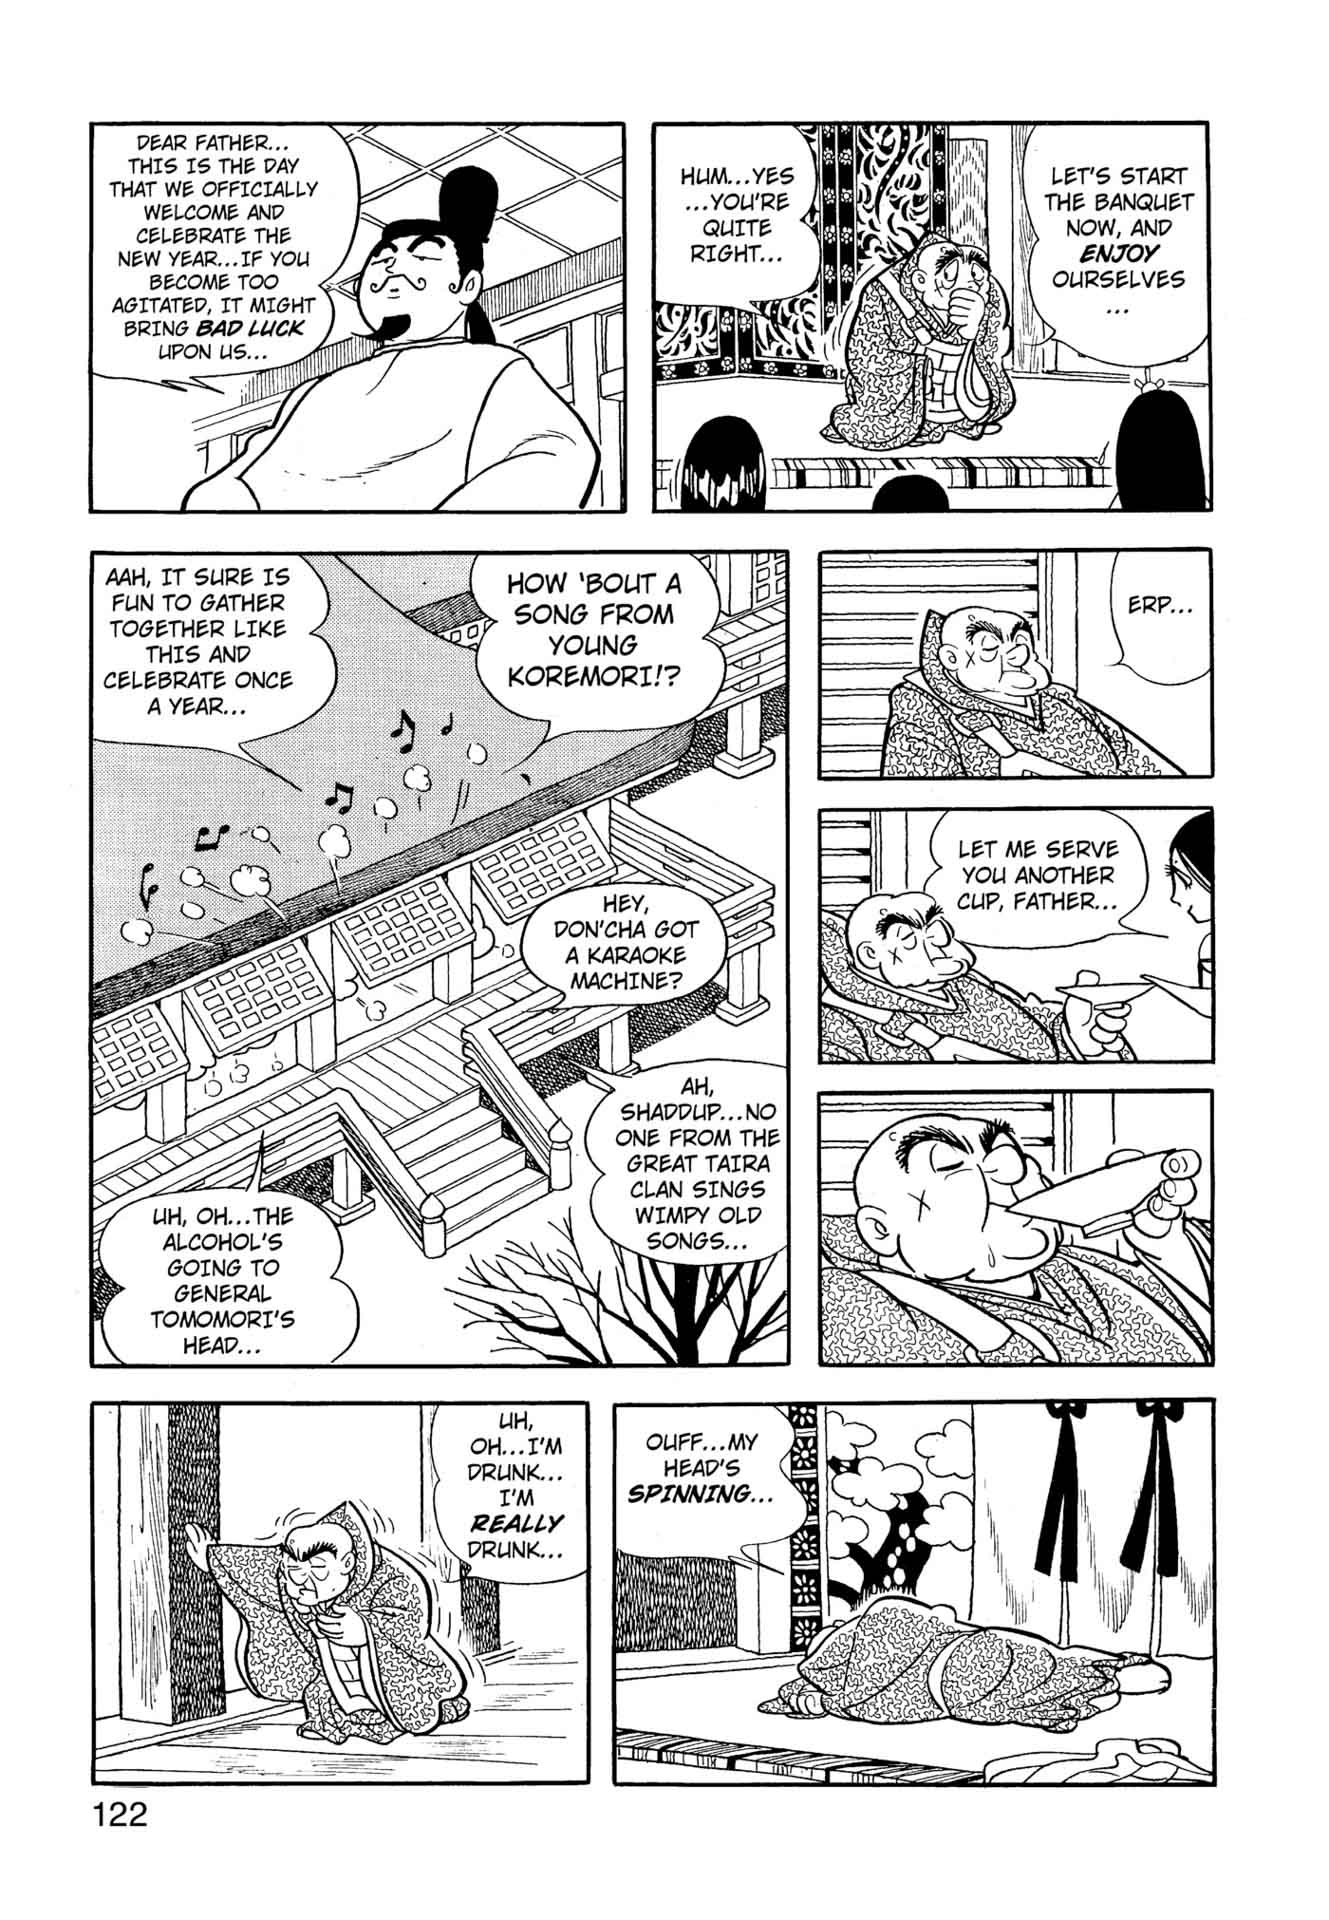 DEAR FATHER...
THIS IS THE DAY
THAT WE OFFICIALLY
WELCOME AND
CELEBRATE THE
NEW YEAR...IF YOU
BECOME TOO
AGITATED, IT MIGHT
BRING BAD LUCK
UPON US...
HUM...YES
...YOU'RE
QUITE
RIGHT...
LET'S START
THE BANQUET
NOW, AND
ENJOY
OURSELVES
...
AAH, IT SURE IS
FUN TO GATHER
TOGETHER LIKE
THIS AND
CELEBRATE ONCE
A YEAR...
HOW 'BOUT A
SONG FROM
YOUNG
KOREMORI!?
HEY,
DON'CHA GOT
A KARAOKE
MACHINE?
AH,
SHADDUP...NO
ONE FROM THE
GREAT TAIRA
CLAN SINGS
WIMPY OLD
SONGS...
UH, OH...THE
ALCOHOL'S
GOING TO
GENERAL
TOMOMORI'S
HEAD...
ERP...
LET ME SERVE
YOU ANOTHER
CUP, FATHER...
UH,
OH...I'M
DRUNK...
I'M
REALLY
DRUNK...
OUFF...MY
HEAD'S
SPINNING...
122